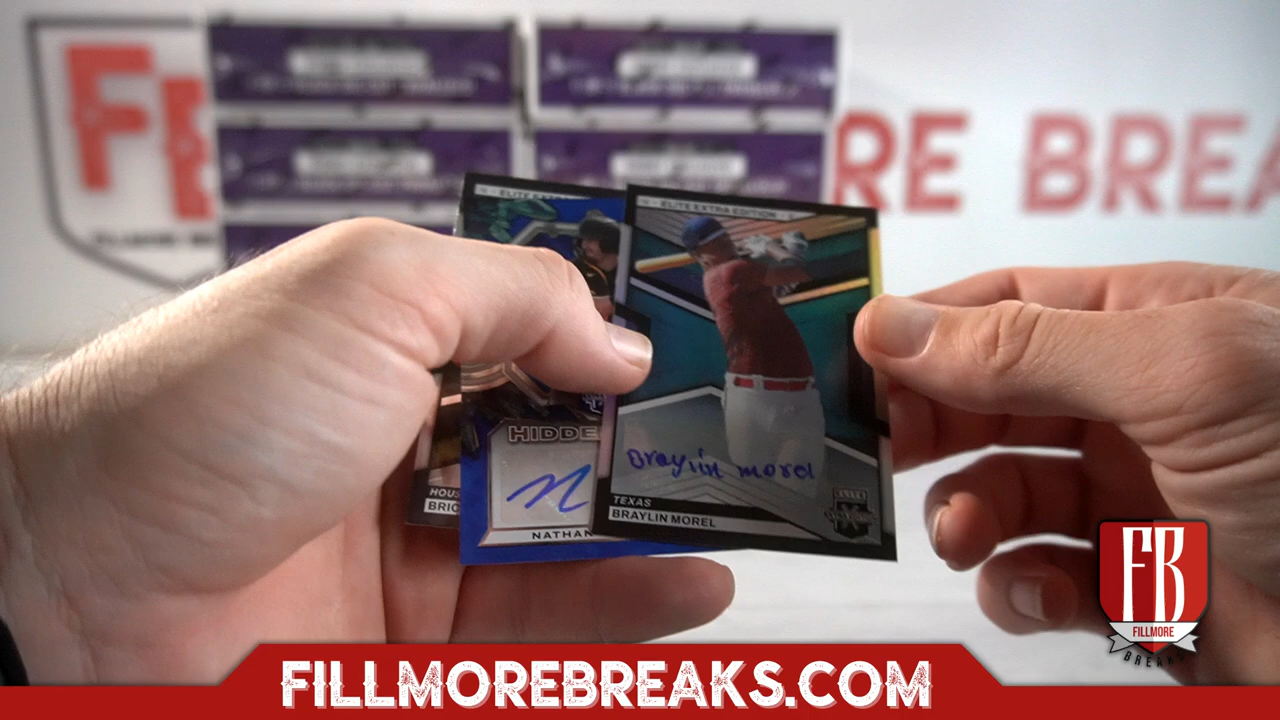 FB
RE BREA
ELITE EXTRA EDITION
HIDDE
Braylin Morel
HOUS
BRIC
NATHAN
TEXAS
BRAYLIN MOREL
ELITE
FB
FILLMORE
BREAKS
FILLMOREBREAKS.COM